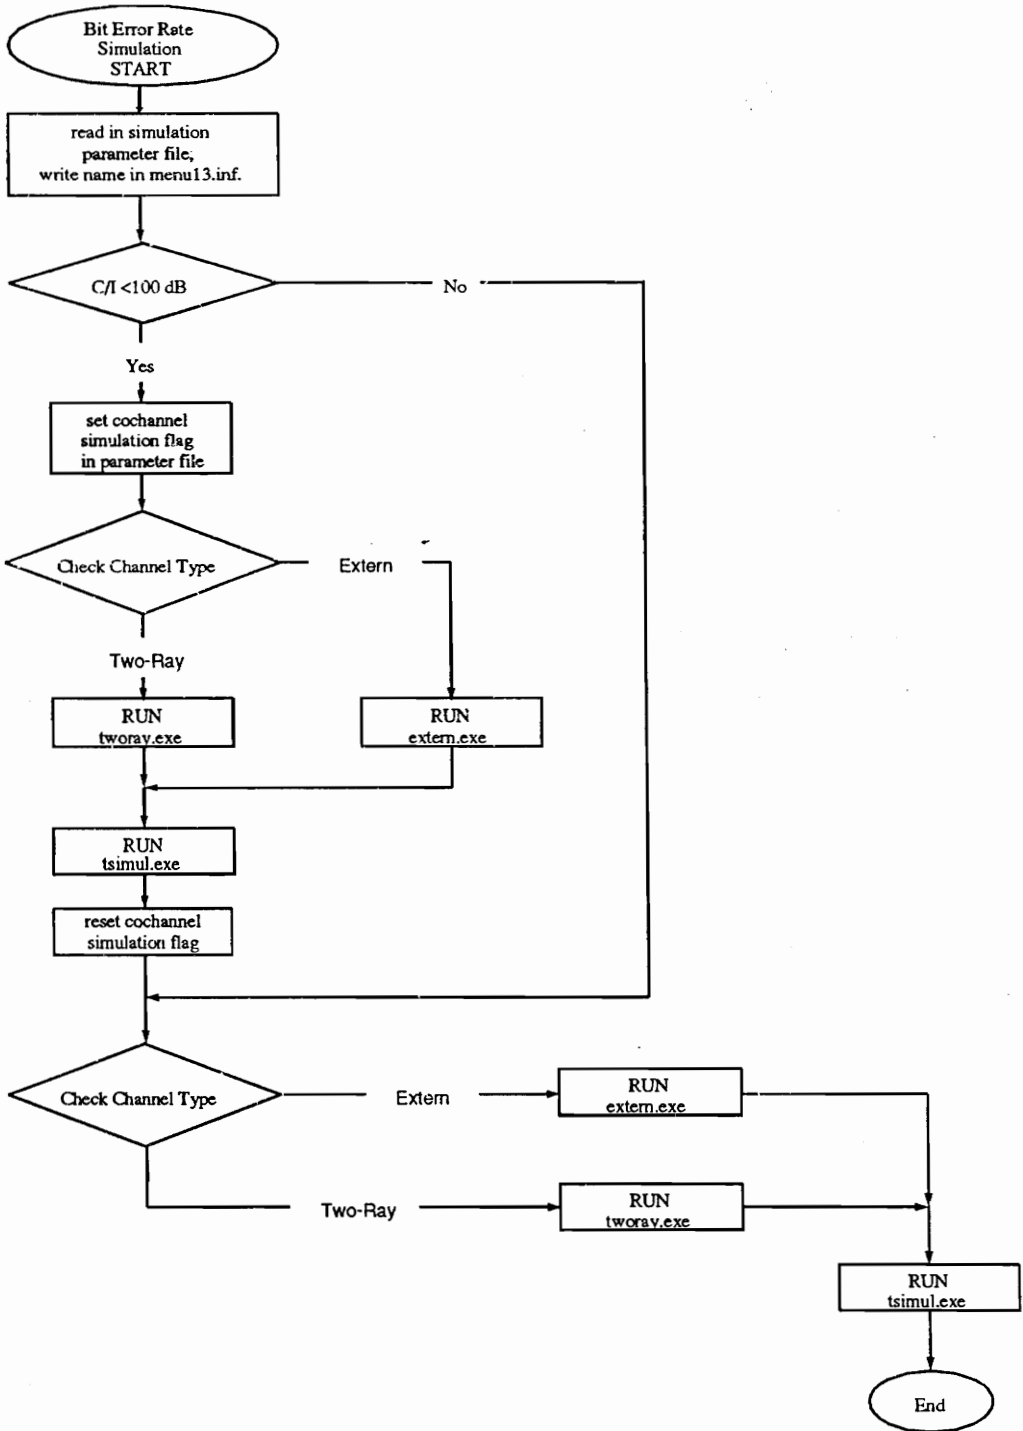 Bit Error Rate
Simulation
START
read in simulation
parameter file,
write name in menu13.inf.
C/I <100 dB
No
Yes
set cochannel
simulation flag
in parameter file
Check Channel Type
Extern
Two-Ray
RUN
tworay.exe
RUN
extern.exe
RUN
tsimul.exe
reset cochannel
simulation flag
Check Channel Type
Extern
RUN
extern.exe
Two-Ray
RUN
tworay.exe
RUN
tsimul.exe
End